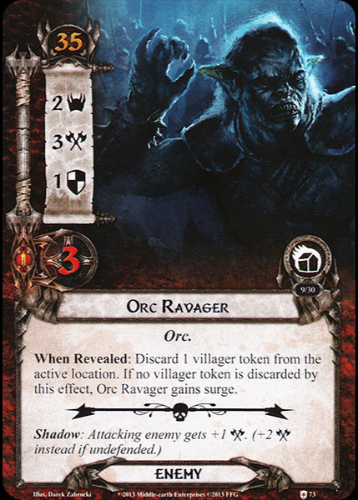 35
2
3
1
3
9/30
ORC RAVAGER
Orc.
When Revealed: Discard 1 villager token from the
active location. If no villager token is discarded by
this effect, Orc Ravager gains surge.
Shadow: Attacking enemy gets +1 . (+2
instead if undefended.)
ENEMY
Illus. Darek Zabrocki ©2013 Middle-earth Enterprises ©2013 FFG 73